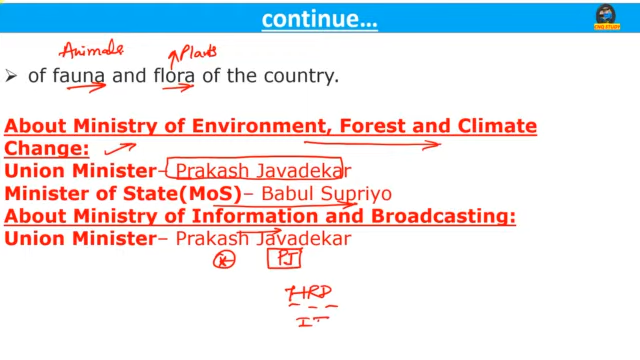 continue…
Animals Plants
➢ of fauna and flora of the country.
About Ministry of Environment, Forest and Climate
Change:
Union Minister– Prakash Javadekar
Minister of State(MoS)– Babul Supriyo
About Ministry of Information and Broadcasting:
Union Minister– Prakash Javadekar
PJ
HRD